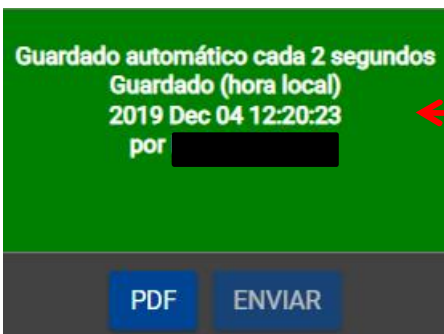 Guardado automático cada 2 segundos
Guardado (hora local)
2019 Dec 04 12:20:23
por
PDF
ENVIAR